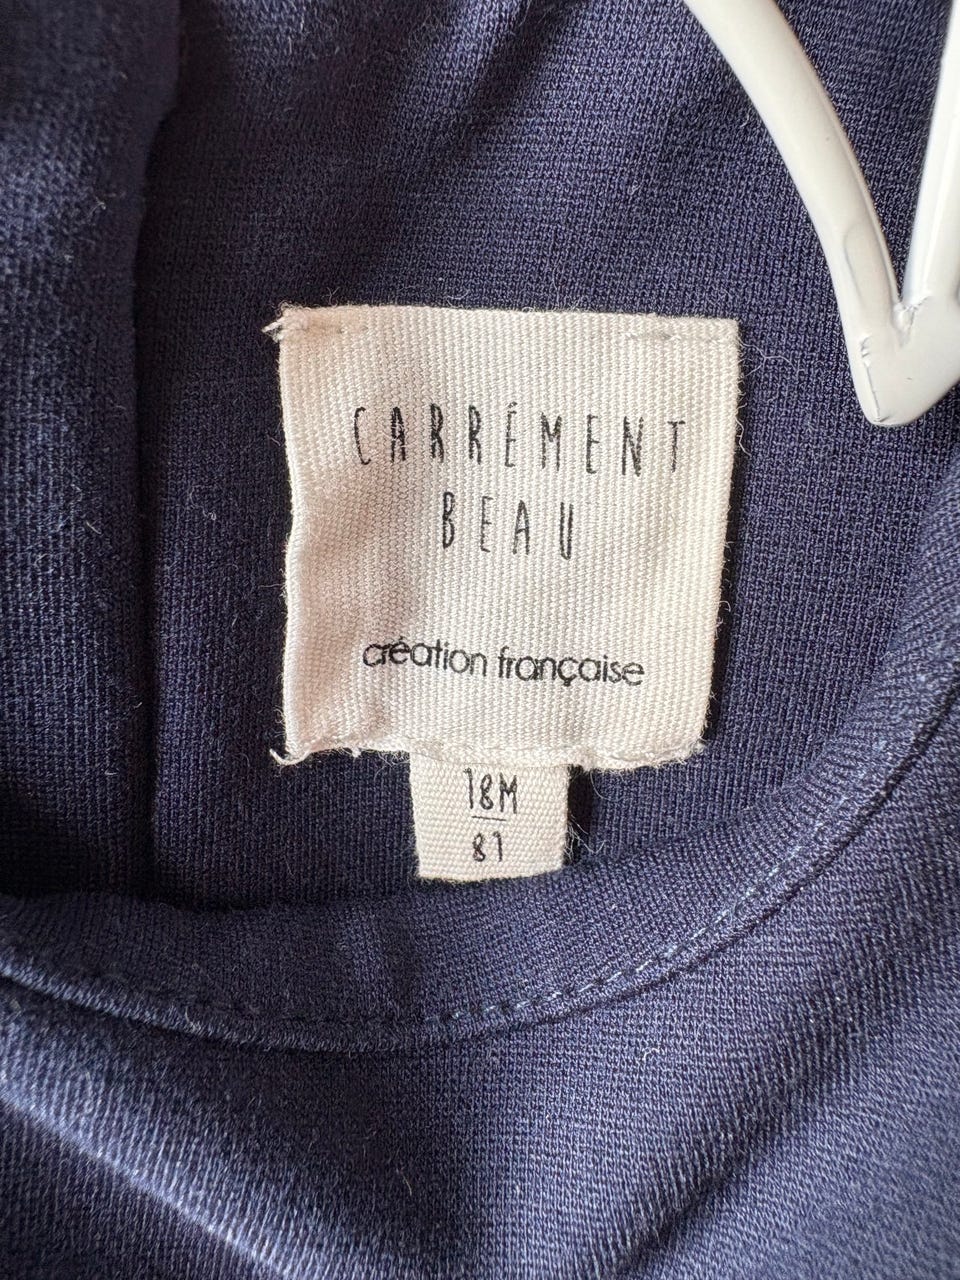 CARRÉMENT
BEAU
création française
18M
81